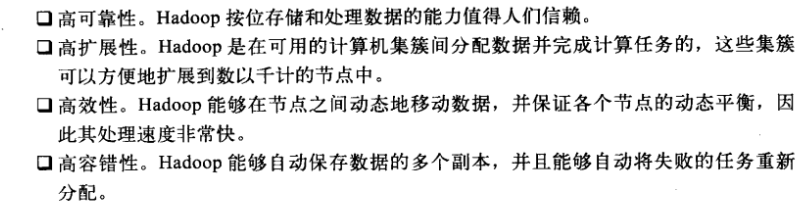 ❑ 高可靠性。Hadoop 按位存储和处理数据的能力值得人们信赖。
❑ 高扩展性。Hadoop 是在可用的计算机集簇间分配数据并完成计算任务的，这些集簇
可以方便地扩展到数以千计的节点中。
❑ 高效性。Hadoop 能够在节点之间动态地移动数据，并保证各个节点的动态平衡，因
此其处理速度非常快。
❑ 高容错性。Hadoop 能够自动保存数据的多个副本，并且能够自动将失败的任务重新
分配。